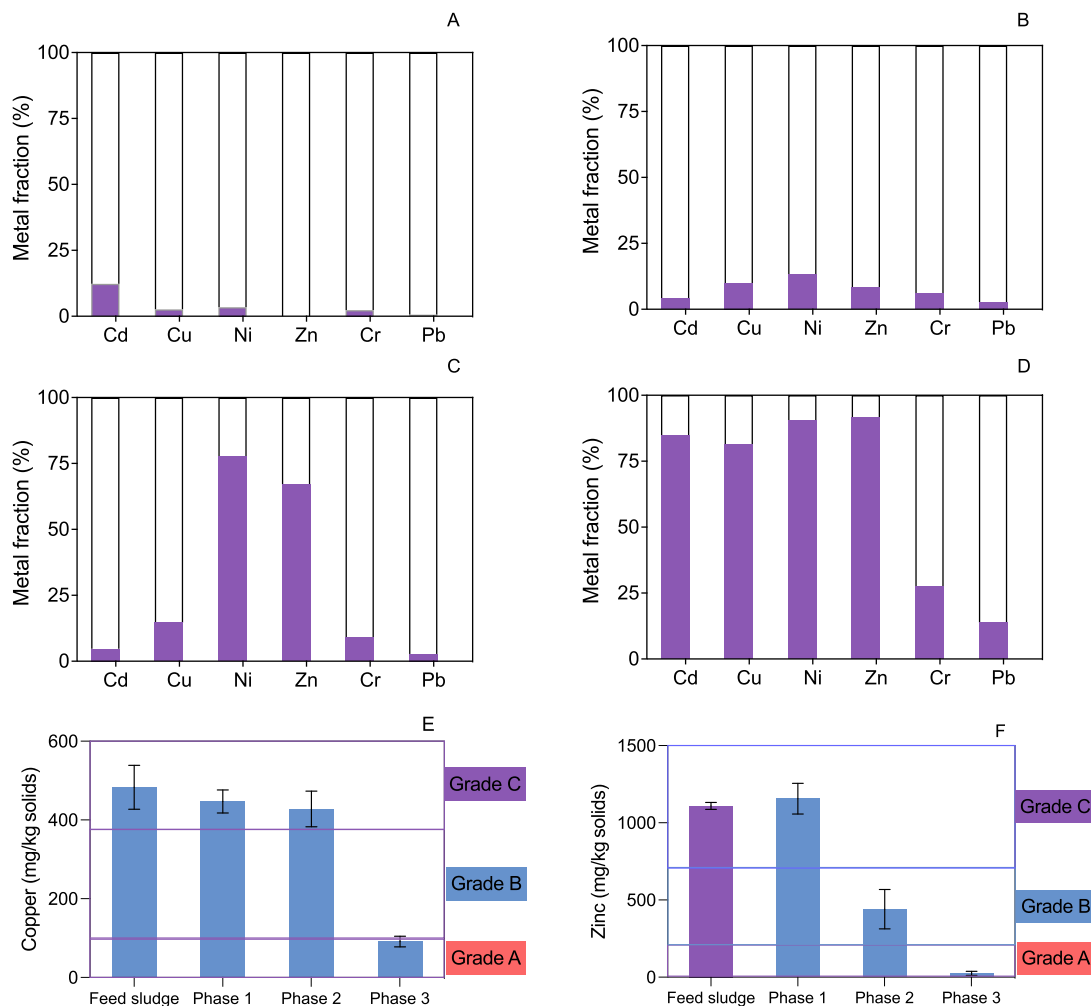 A
Metal fraction (%)
100
75
50
25
0
Cd Cu Ni Zn Cr Pb
B
Metal fraction (%)
100
75
50
25
0
Cd Cu Ni Zn Cr Pb
C
Metal fraction (%)
100
75
50
25
0
Cd Cu Ni Zn Cr Pb
D
Metal fraction (%)
100
75
50
25
0
Cd Cu Ni Zn Cr Pb
E
Copper (mg/kg solids)
600
400
200
0
Feed sludge Phase 1 Phase 2 Phase 3
Grade C
Grade B
Grade A
F
Zinc (mg/kg solids)
1500
1000
500
0
Feed sludge Phase 1 Phase 2 Phase 3
Grade C
Grade B
Grade A